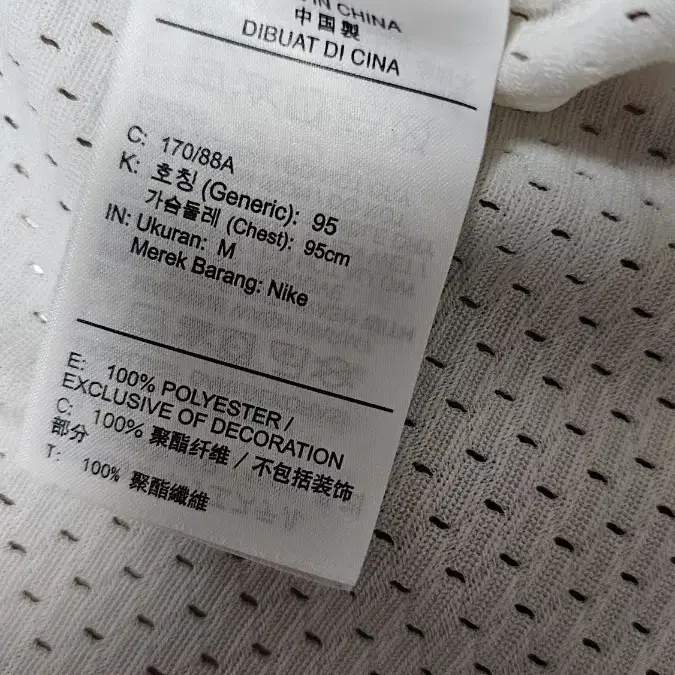 IN CHINA
中国製
DIBUAT DI CINA
C: 170/88A
K: 호칭 (Generic): 95
가슴둘레 (Chest): 95cm
IN: Ukuran: M
Merek Barang: Nike
E: 100% POLYESTER /
EXCLUSIVE OF DECORATION
C: 100% 聚酯纤维 / 不包括装饰
部分
T: 100% 聚酯纖維